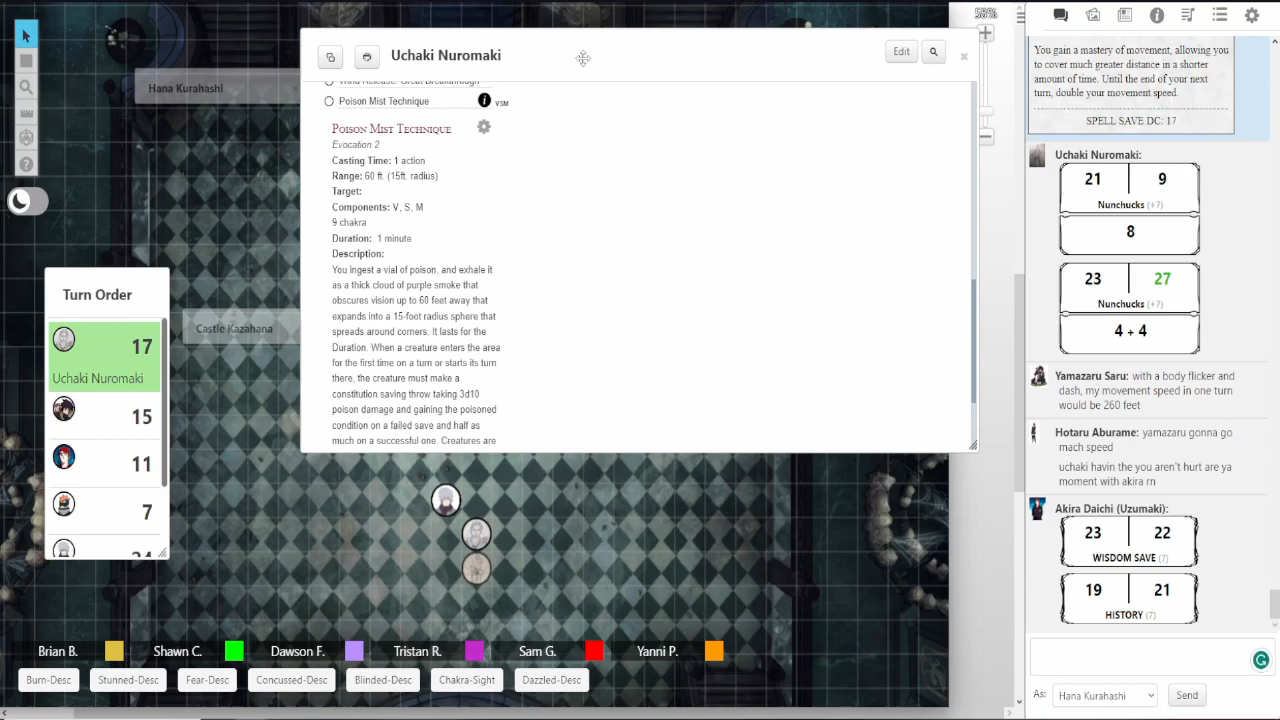 58%
Uchaki Nuromaki
Edit
Hana Kurahashi
Wind Release: Great Breakthrough
Poison Mist Technique
VSM
Poison Mist Technique
Evocation 2
Casting Time: 1 action
Range: 60 ft. (15ft. radius)
Target:
Components: V, S, M
9 chakra
Duration: 1 minute
Description:
You ingest a vial of poison, and exhale it
as a thick cloud of purple smoke that
obscures vision up to 60 feet away that
expands into a 15-foot radius sphere that
spreads around corners. It lasts for the
Duration. When a creature enters the area
for the first time on a turn or starts its turn
there, the creature must make a
constitution saving throw taking 3d10
poison damage and gaining the poisoned
condition on a failed save and half as
much on a successful one. Creatures are
Castle Kazahana
Turn Order
17
Uchaki Nuromaki
15
11
7
24
Brian B.
Shawn C.
Dawson F.
Tristan R.
Sam G.
Yanni P.
Burn-Desc
Stunned-Desc
Fear-Desc
Concussed-Desc
Blinded-Desc
Chakra-Sight
Dazzled-Desc
You gain a mastery of movement, allowing you
to cover much greater distance in a shorter
amount of time. Until the end of your next
turn, double your movement speed.
SPELL SAVE DC: 17
Uchaki Nuromaki:
21 9
Nunchucks (+7)
8
23 27
Nunchucks (+7)
4 + 4
Yamazaru Saru: with a body flicker and
dash, my movement speed in one turn
would be 260 feet
Hotaru Aburame: yamazaru gonna go
mach speed
uchaki havin the you aren't hurt are ya
moment with akira rn
Akira Daichi (Uzumaki):
23 22
WISDOM SAVE (7)
19 21
HISTORY (7)
As: Hana Kurahashi
Send